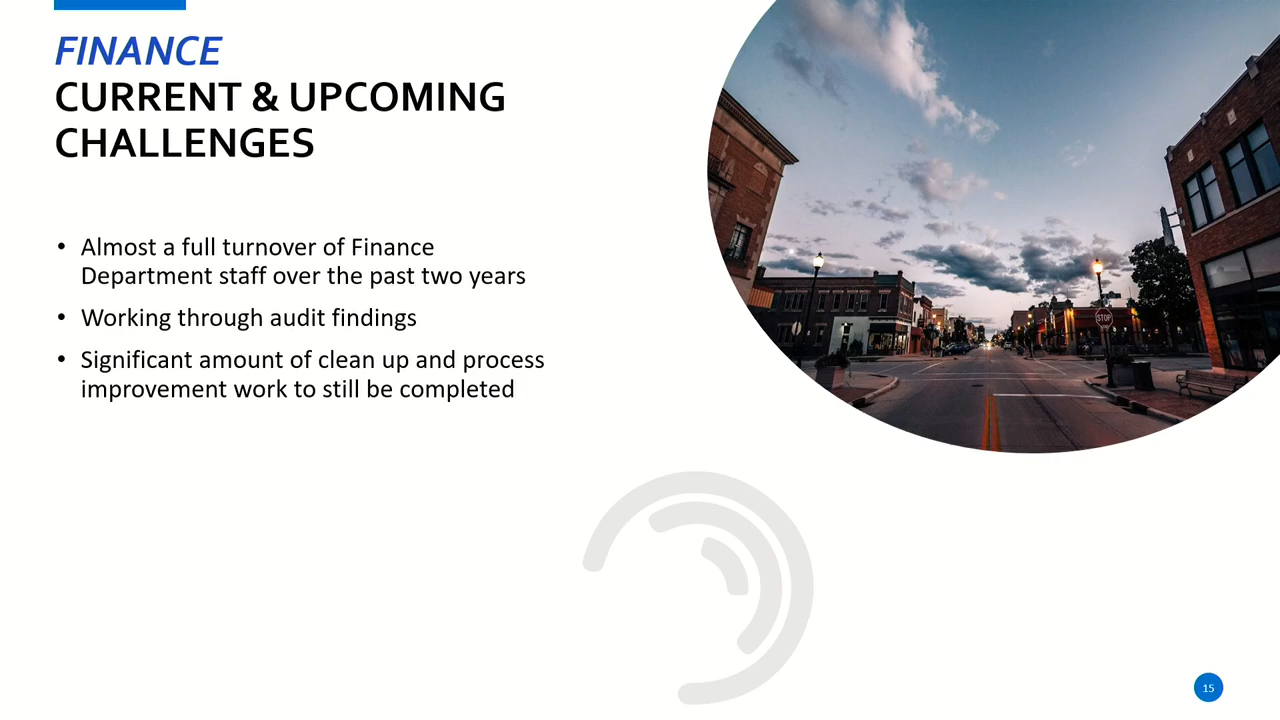 FINANCE
CURRENT & UPCOMING
CHALLENGES
• Almost a full turnover of Finance
Department staff over the past two years
• Working through audit findings
• Significant amount of clean up and process
improvement work to still be completed
STOP
15